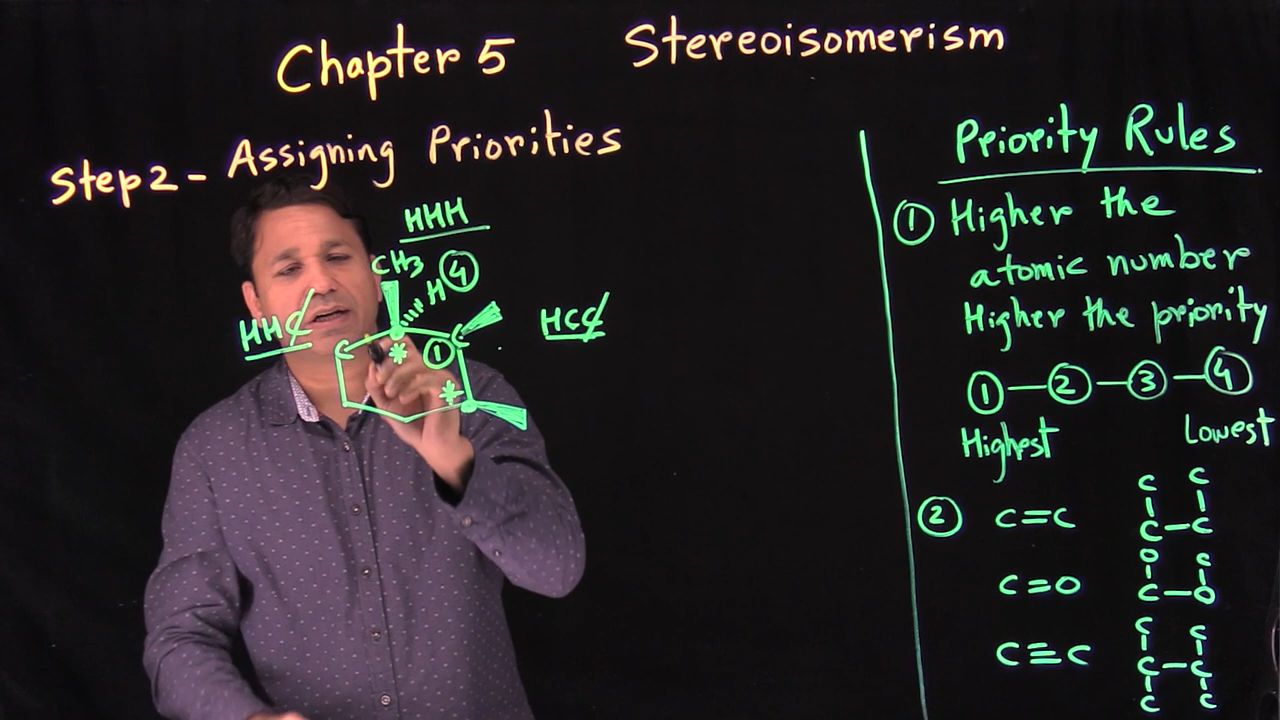 Chapter 5 Stereoisomerism
Step 2 - Assigning Priorities
HHH
CH3
H ④
HHC
C
C
①
HCC
*
*
Priority Rules
① Higher the
atomic number
Higher the priority
① — ② — ③ — ④
Highest Lowest
② C=C
C C
C-C
C=O
O C
C-O
C≡C
C C
C-C
C C